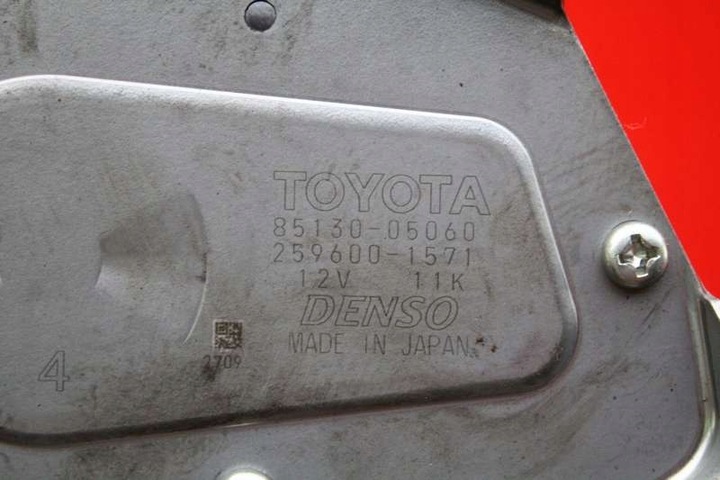 TOYOTA
85130-05060
259600-1571
12V 11K
DENSO
MADE IN JAPAN
2709
4